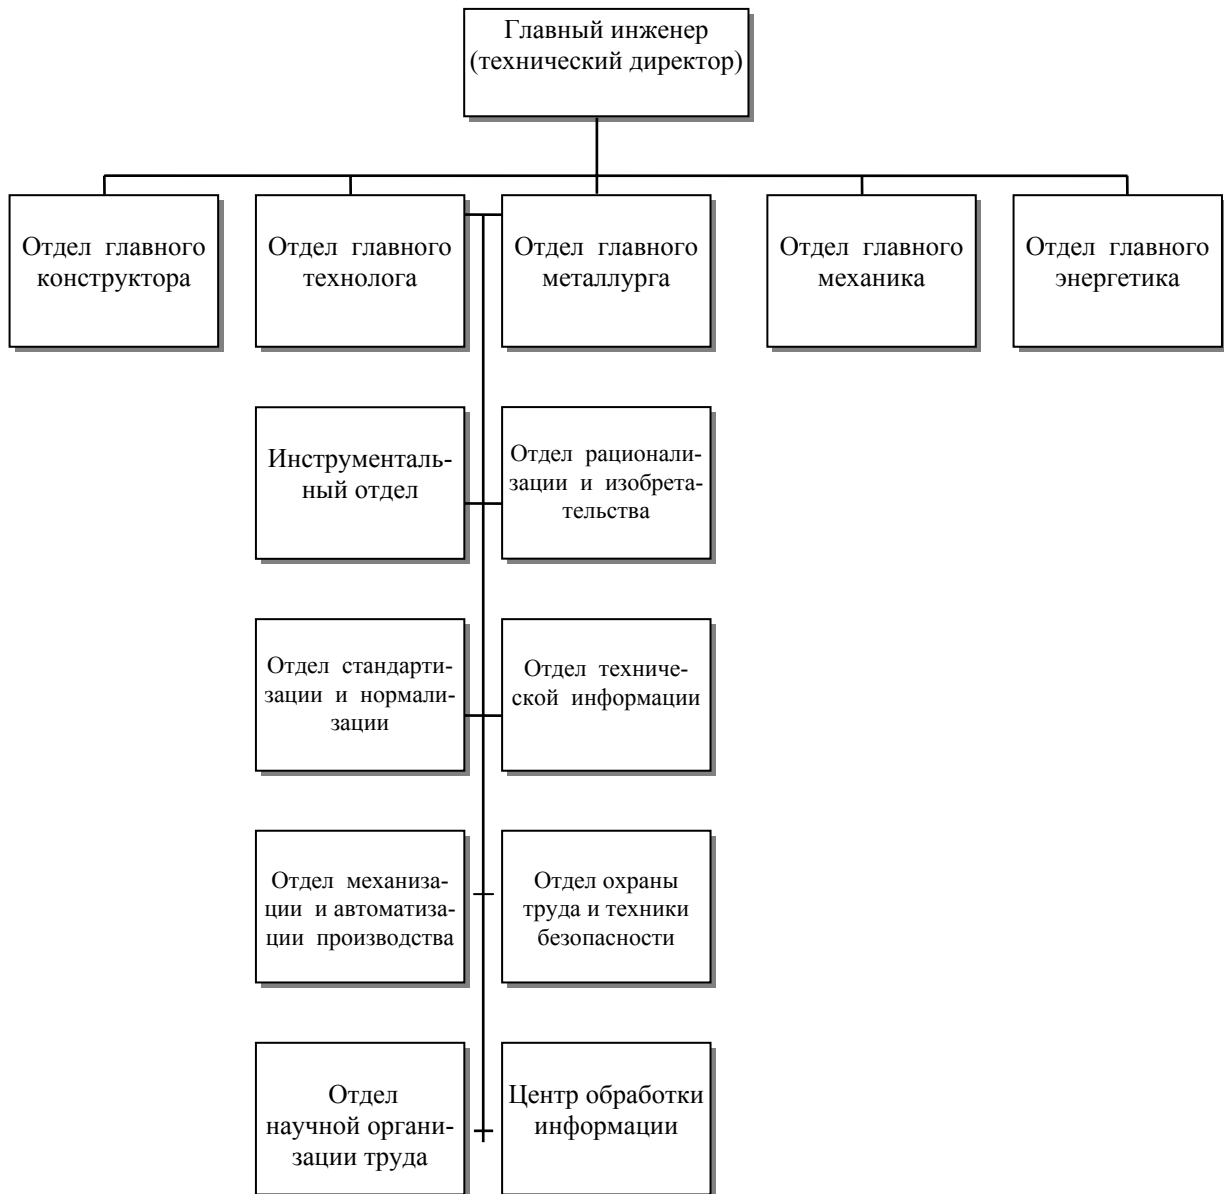 Главный инженер
(технический директор)
Отдел главного
конструктора
Отдел главного
технолога
Отдел главного
металлурга
Отдел главного
механика
Отдел главного
энергетика
Инструменталь-
ный отдел
Отдел рационали-
зации и изобрета-
тельства
Отдел стандарти-
зации и нормали-
зации
Отдел техниче-
ской информации
Отдел механиза-
ции и автоматиза-
ции производства
Отдел охраны
труда и техники
безопасности
Отдел
научной органи-
зации труда
Центр обработки
информации